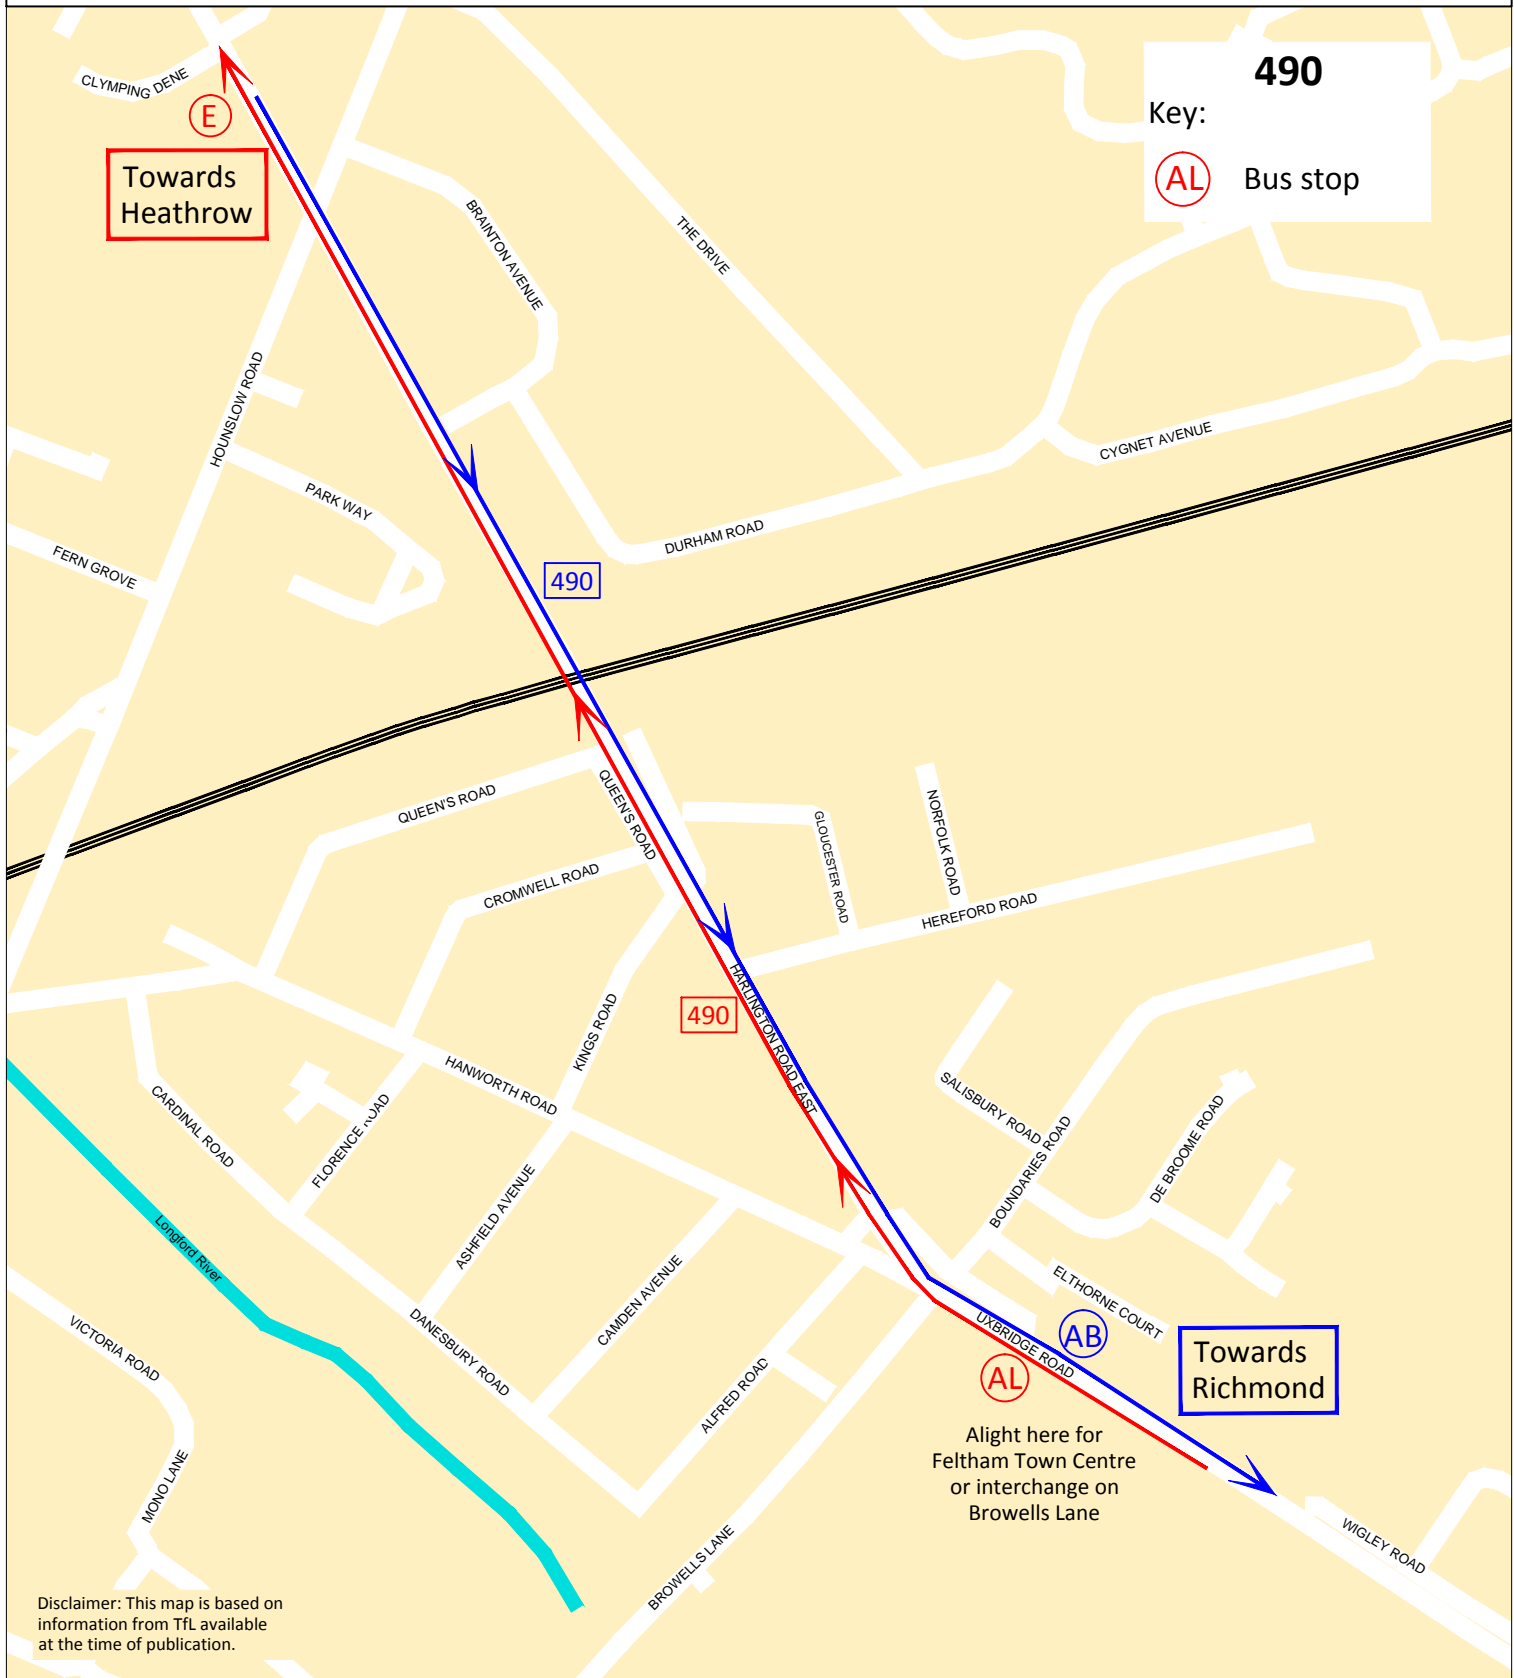 490
Key:
AL Bus stop
CLYMPING DENE
E
Towards
Heathrow
BRAINTON AVENUE
THE DRIVE
HOUNSLOW ROAD
CYGNET AVENUE
PARK WAY
DURHAM ROAD
FERN GROVE
490
QUEEN'S ROAD
QUEEN'S ROAD
GLOUCESTER ROAD
NORFOLK ROAD
CROMWELL ROAD
HEREFORD ROAD
490
HARLINGTON ROAD EAST
KINGS ROAD
HANWORTH ROAD
CARDINAL ROAD
FLORENCE ROAD
SALISBURY ROAD
BOUNDARIES ROAD
DE BROOME ROAD
ASHFIELD AVENUE
Longford River
CAMDEN AVENUE
ELTHORNE COURT
UXBRIDGE ROAD
AB
AL
Towards
Richmond
VICTORIA ROAD
DANESBURY ROAD
ALFRED ROAD
Alight here for
Feltham Town Centre
or interchange on
Browells Lane
MONO LANE
BROWELLS LANE
WIGLEY ROAD
Disclaimer: This map is based on
information from TfL available
at the time of publication.